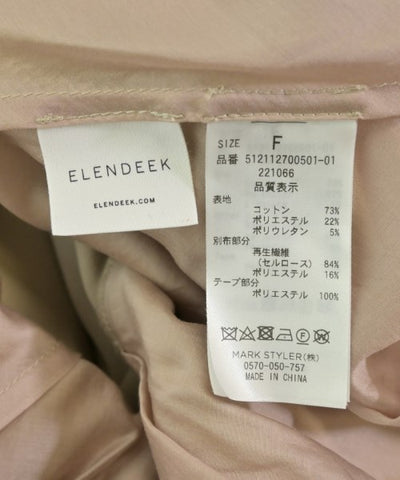 ELENDEEK
ELENDEEK.COM
SIZE F
品番 512112700501-01
221066
品質表示
表地
コットン 73%
ポリエステル 22%
ポリウレタン 5%
別布部分
再生繊維
(セルロース) 84%
ポリエステル 16%
テープ部分
ポリエステル 100%
MARK STYLER(株)
0570-050-757
MADE IN CHINA